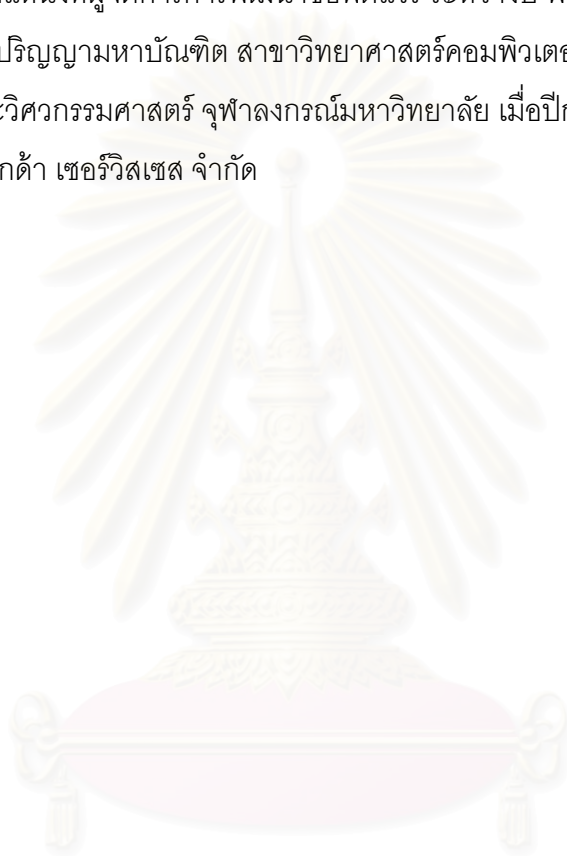 ปริญญามหาบัณฑิต สาขาวิทยาศาสตร์คอมพิวเตอ
วิศวกรรมศาสตร์ จุฬาลงกรณ์มหาวิทยาลัย เมื่อปีก
กด้า เซอร์วิสเซส จำกัด